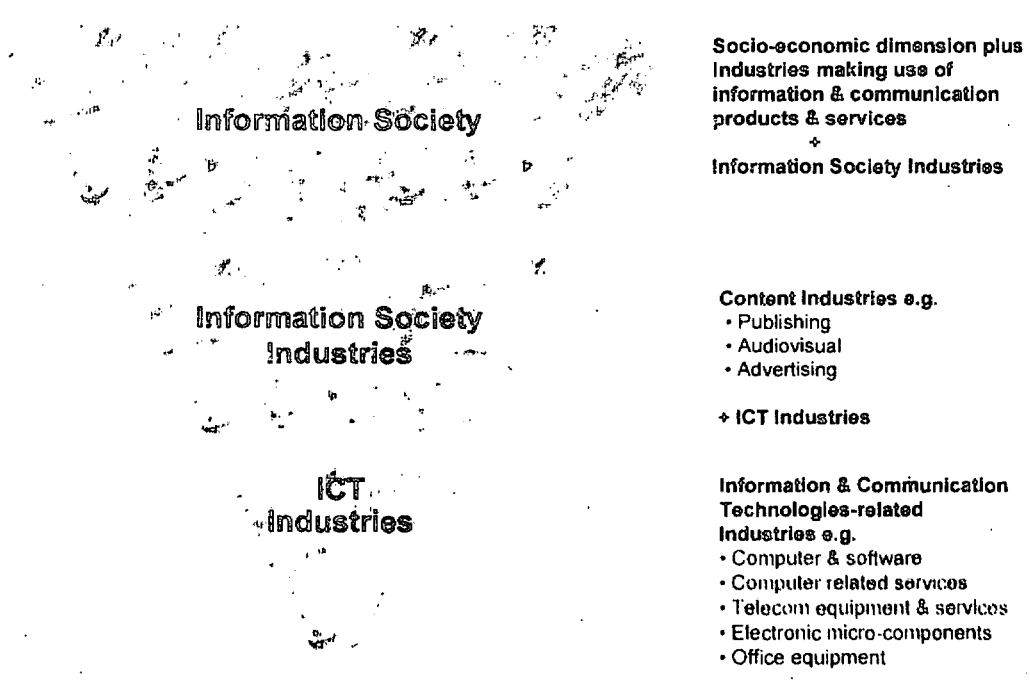 Information Society
Socio-economic dimension plus
Industries making use of
information & communication
products & services
+
Information Society Industries
Information Society
Industries
Content Industries e.g.
• Publishing
• Audiovisual
• Advertising
+ ICT Industries
ICT
Industries
Information & Communication
Technologies-related
Industries e.g.
• Computer & software
• Computer related services
• Telecom equipment & services
• Electronic micro-components
• Office equipment